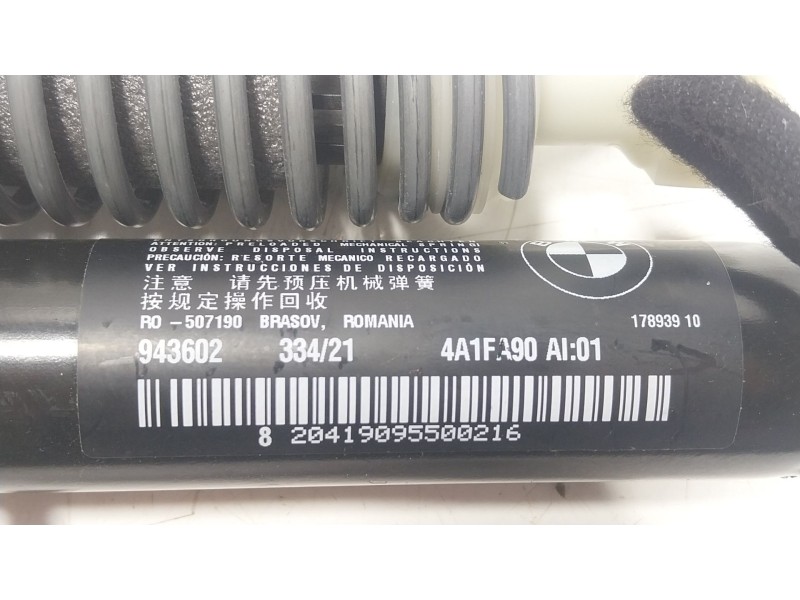 ATTENTION: PRELOADED MECHANICAL SPRING!
OBSERVE DISPOSAL INSTRUCTIONS
PRECAUCIÓN: RESORTE MECANICO RECARGADO
VER INSTRUCCIONES DE DISPOSICIÓN
注意 请先预压机械弹簧
按规定操作回收
RO - 507190 BRASOV, ROMANIA
178939 10
943602 334/21 4A1FA90 AI:01
8 20419095500216